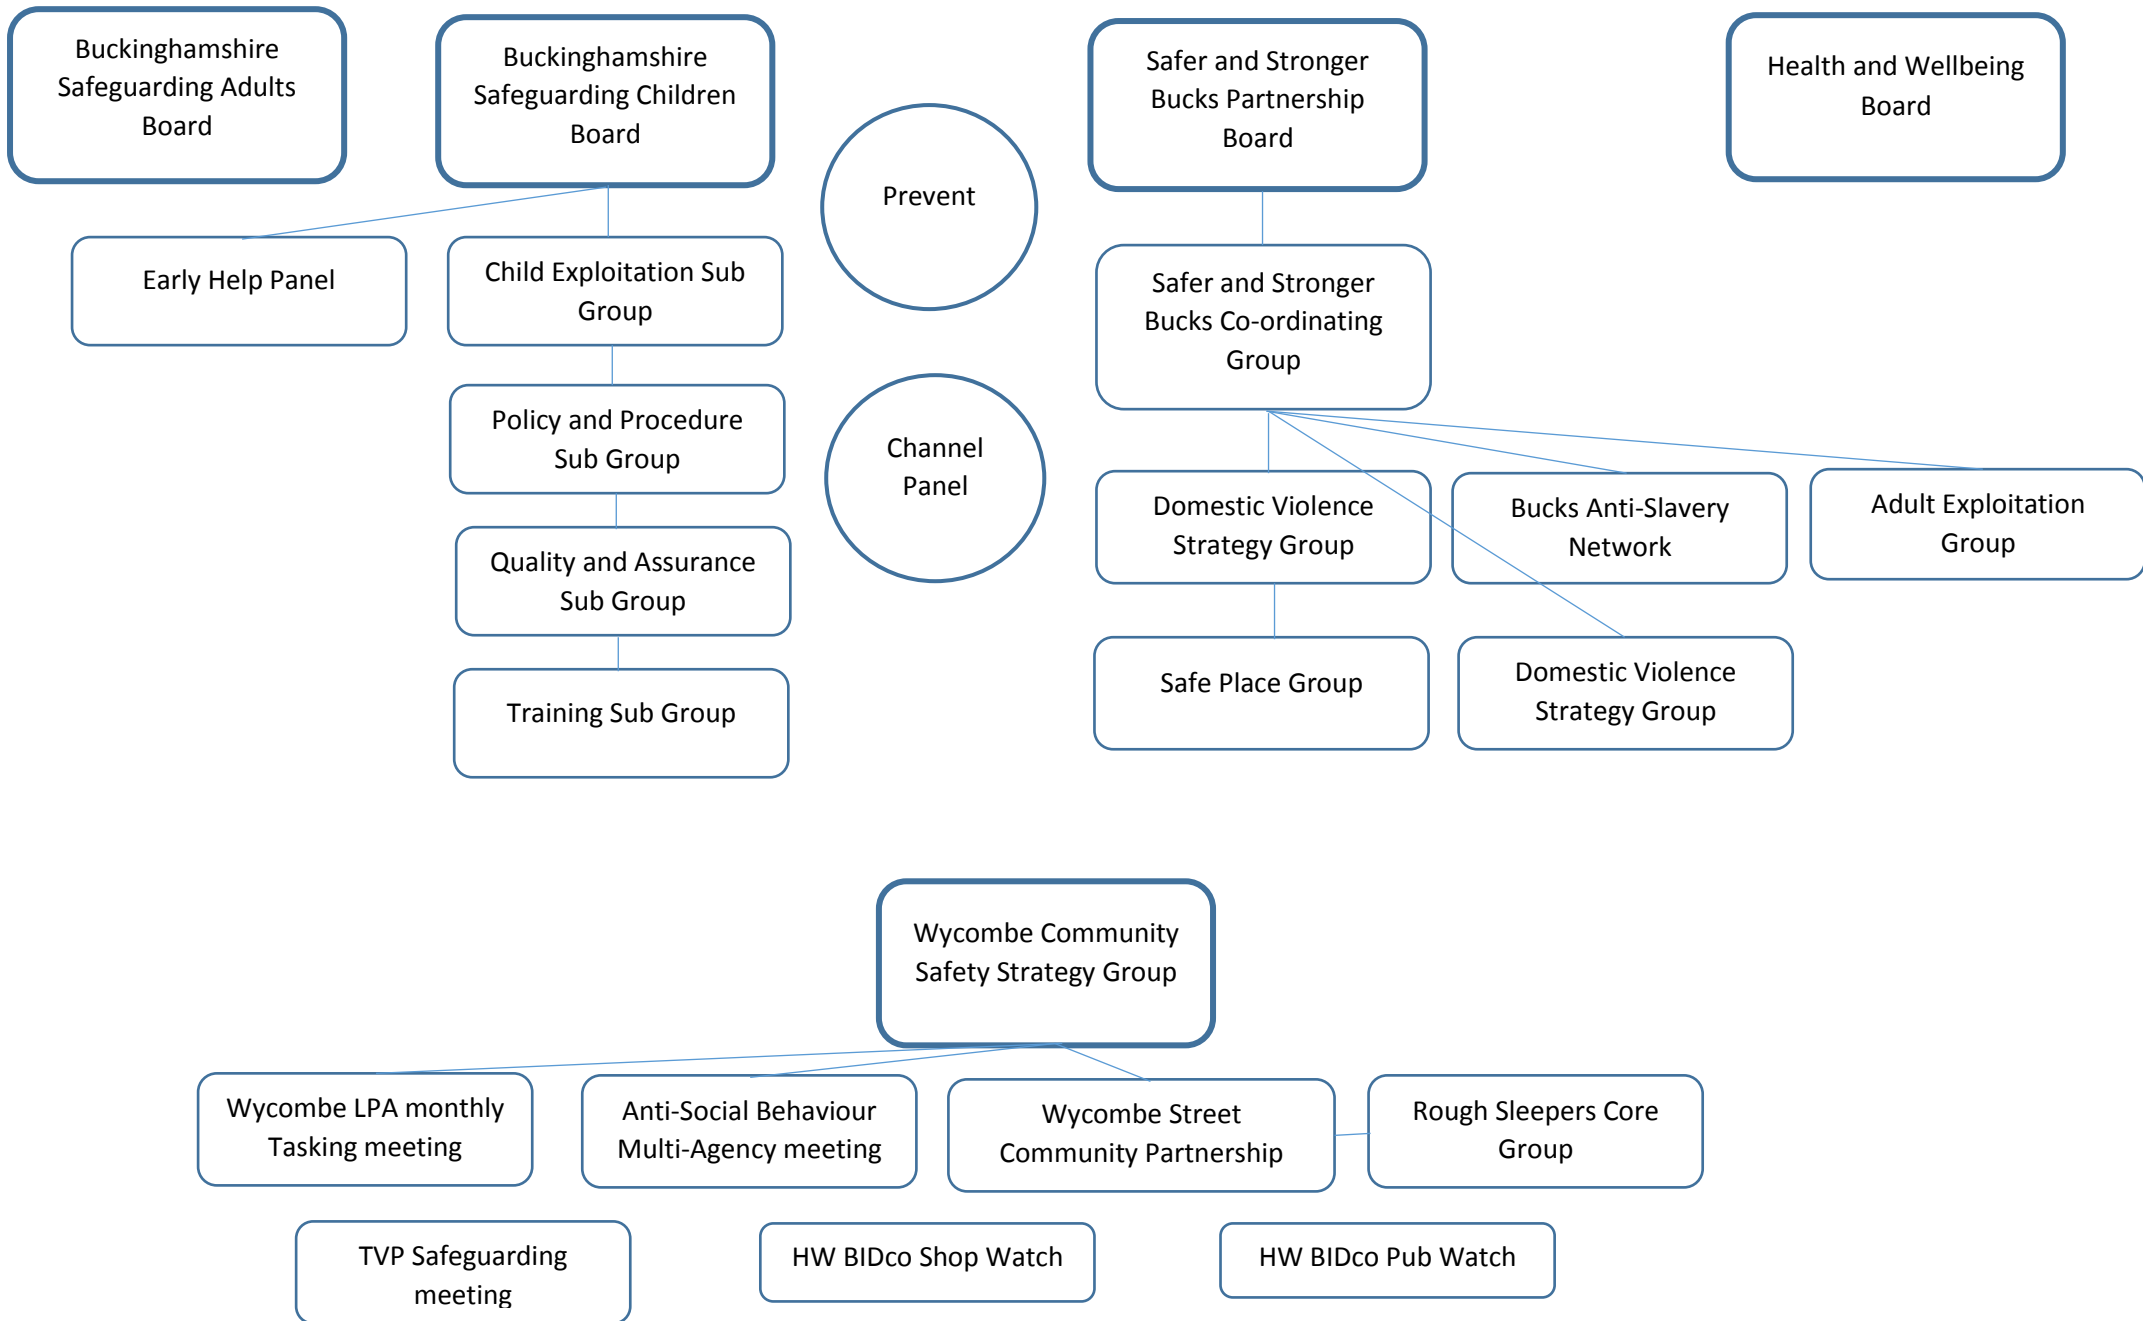 Buckinghamshire
Safeguarding Adults
Board
Buckinghamshire
Safeguarding Children
Board
Safer and Stronger
Bucks Partnership
Board
Health and Wellbeing
Board
Prevent
Early Help Panel
Child Exploitation Sub
Group
Safer and Stronger
Bucks Co-ordinating
Group
Policy and Procedure
Sub Group
Channel
Panel
Domestic Violence
Strategy Group
Bucks Anti-Slavery
Network
Adult Exploitation
Group
Quality and Assurance
Sub Group
Training Sub Group
Safe Place Group
Domestic Violence
Strategy Group
Wycombe Community
Safety Strategy Group
Wycombe LPA monthly
Tasking meeting
Anti-Social Behaviour
Multi-Agency meeting
Wycombe Street
Community Partnership
Rough Sleepers Core
Group
TVP Safeguarding
meeting
HW BIDco Shop Watch
HW BIDco Pub Watch